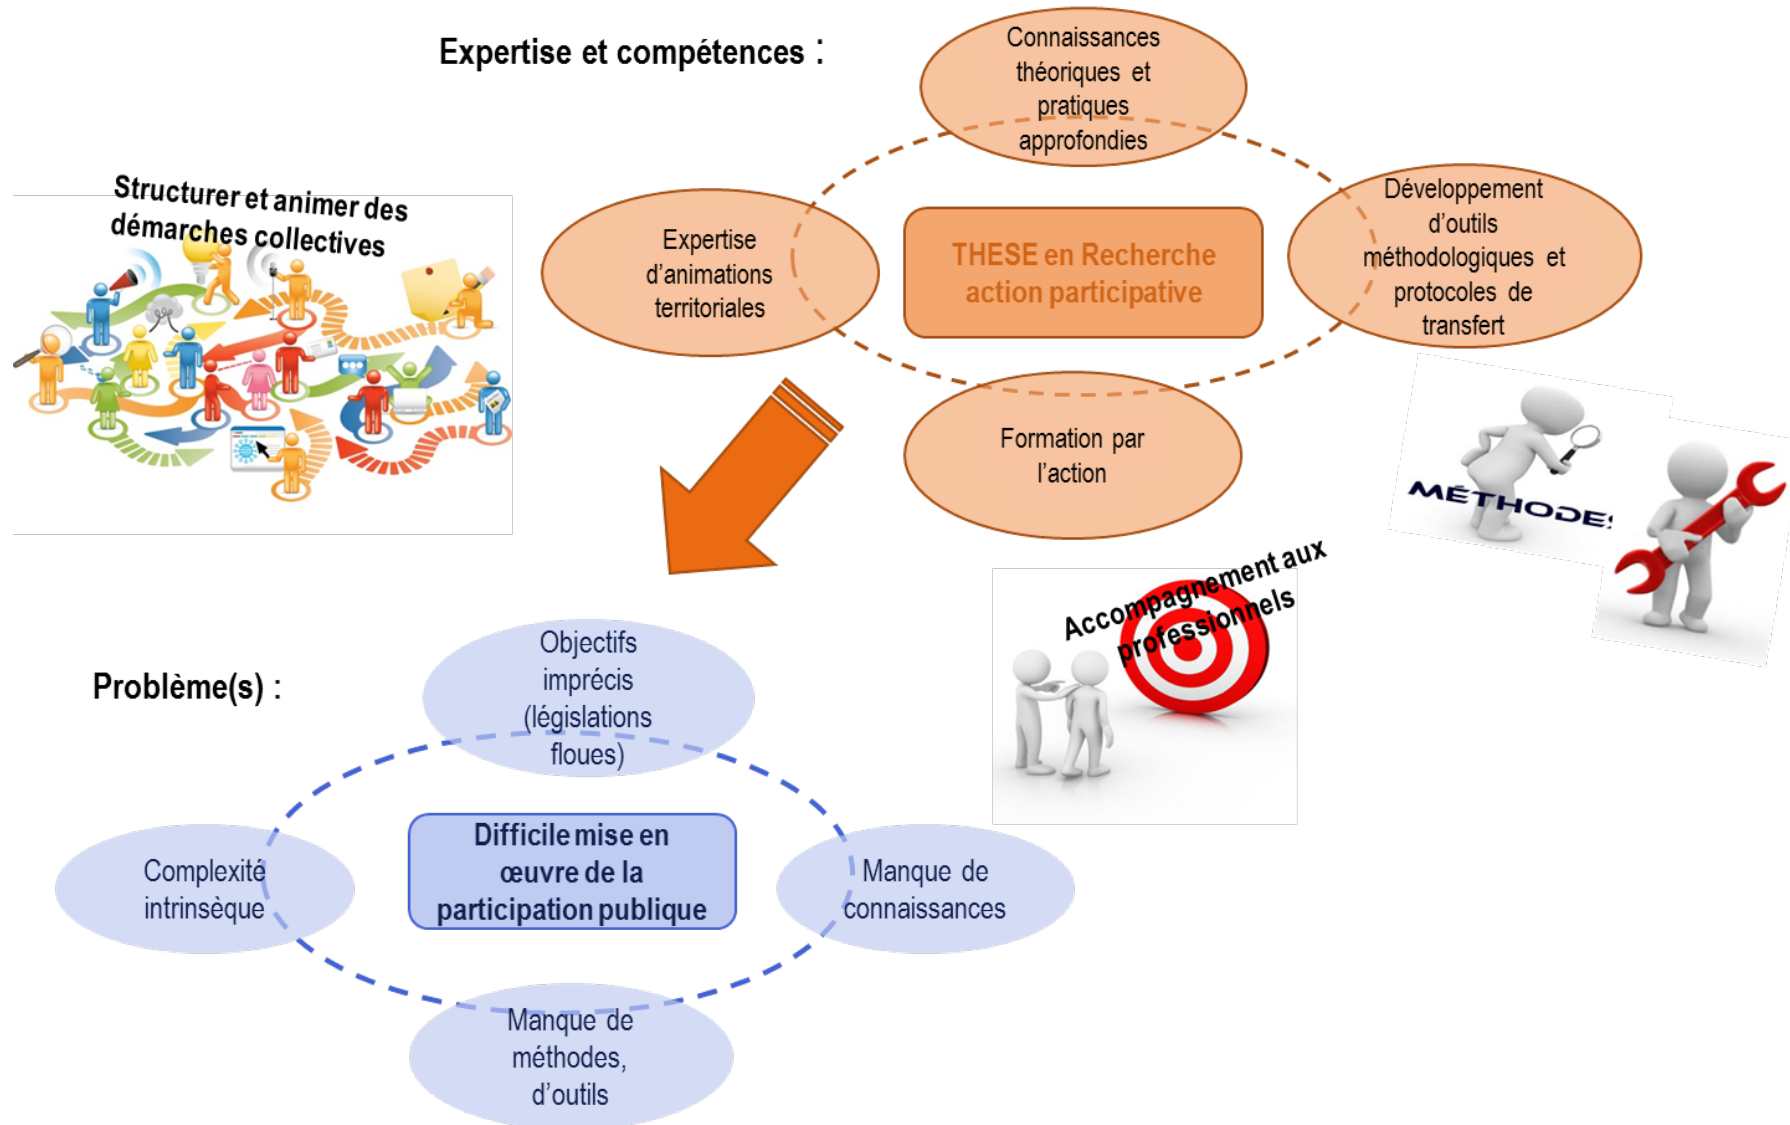 Expertise et compétences :
Connaissances
théoriques et
pratiques
approfondies
Structurer et animer des
démarches collectives
Expertise
d’animations
territoriales
THESE en Recherche
action participative
Développement
d’outils
méthodologiques et
protocoles de
transfert
Formation par
l’action
MÉTHODES
Accompagnement aux
professionnels
Problème(s) :
Objectifs
imprécis
(législations
floues)
Complexité
intrinsèque
Difficile mise en
œuvre de la
participation publique
Manque de
connaissances
Manque de
méthodes,
d’outils